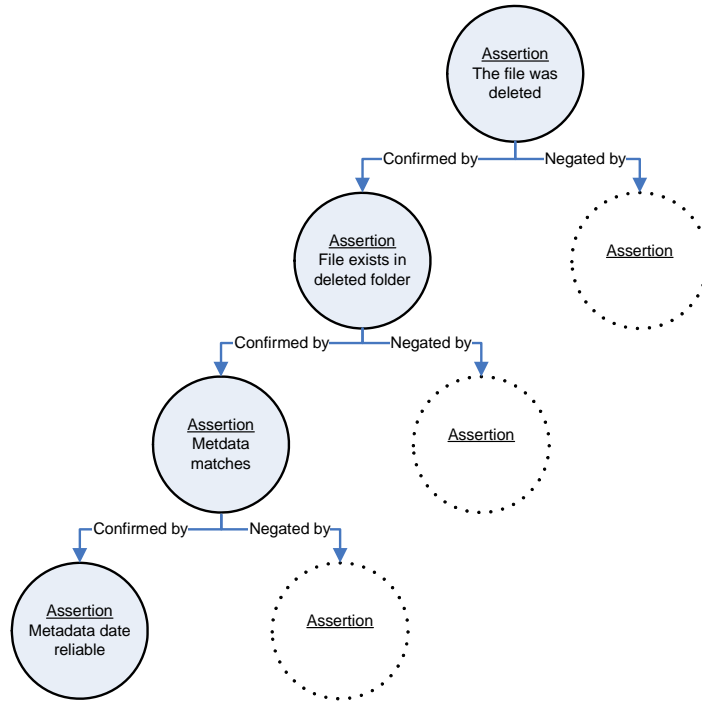 Assertion
The file was
deleted
Confirmed by
Negated by
Assertion
File exists in
deleted folder
Assertion
Confirmed by
Negated by
Assertion
Metdata
matches
Assertion
Confirmed by
Negated by
Assertion
Metadata date
reliable
Assertion